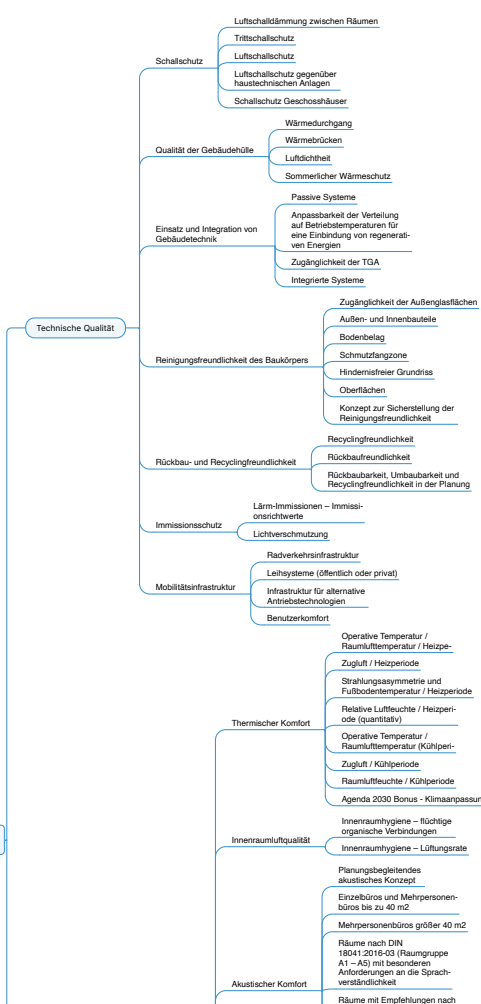 Luftschalldämmung zwischen Räumen
Trittschallschutz
Schallschutz
Luftschallschutz
Luftschallschutz gegenüber
haustechnischen Anlagen
Schallschutz Geschosshäuser
Wärmedurchgang
Wärmebrücken
Qualität der Gebäudehülle
Luftdichtheit
Sommerlicher Wärmeschutz
Passive Systeme
Anpassbarkeit der Verteilung
auf Betriebstemperaturen für
eine Einbindung von regenerati-
ven Energien
Einsatz und Integration von
Gebäudetechnik
Zugänglichkeit der TGA
Integrierte Systeme
Technische Qualität
Zugänglichkeit der Außenglasflächen
Außen- und Innenbauteile
Bodenbelag
Schmutzfangzone
Reinigungsfreundlichkeit des Baukörpers
Hindernisfreier Grundriss
Oberflächen
Konzept zur Sicherstellung der
Reinigungsfreundlichkeit
Recyclingfreundlichkeit
Rückbau- und Recyclingfreundlichkeit
Rückbaufreundlichkeit
Rückbaubarkeit, Umbaubarkeit und
Recyclingfreundlichkeit in der Planung
Lärm-Immissionen – Immissi-
onsrichtwerte
Immissionsschutz
Lichtverschmutzung
Radverkehrsinfrastruktur
Leihsysteme (öffentlich oder privat)
Mobilitätsinfrastruktur
Infrastruktur für alternative
Antriebstechnologien
Benutzerkomfort
Operative Temperatur /
Raumlufttemperatur / Heizpe-
Zugluft / Heizperiode
Strahlungsasymmetrie und
Fußbodentemperatur / Heizperiode
Relative Luftfeuchte / Heizperi-
ode (quantitativ)
Thermischer Komfort
Operative Temperatur /
Raumlufttemperatur (Kühlperi-
Zugluft / Kühlperiode
Raumluftfeuchte / Kühlperiode
Agenda 2030 Bonus - Klimaanpassun
Innenraumhygiene – flüchtige
organische Verbindungen
Innenraumluftqualität
Innenraumhygiene – Lüftungsrate
Planungsbegleitendes
akustisches Konzept
Einzelbüros und Mehrpersonen-
büros bis zu 40 m2
Mehrpersonenbüros größer 40 m2
Räume nach DIN
18041:2016-03 (Raumgruppe
A1 – A5) mit besonderen
Anforderungen an die Sprach-
verständlichkeit
Akustischer Komfort
Räume mit Empfehlungen nach